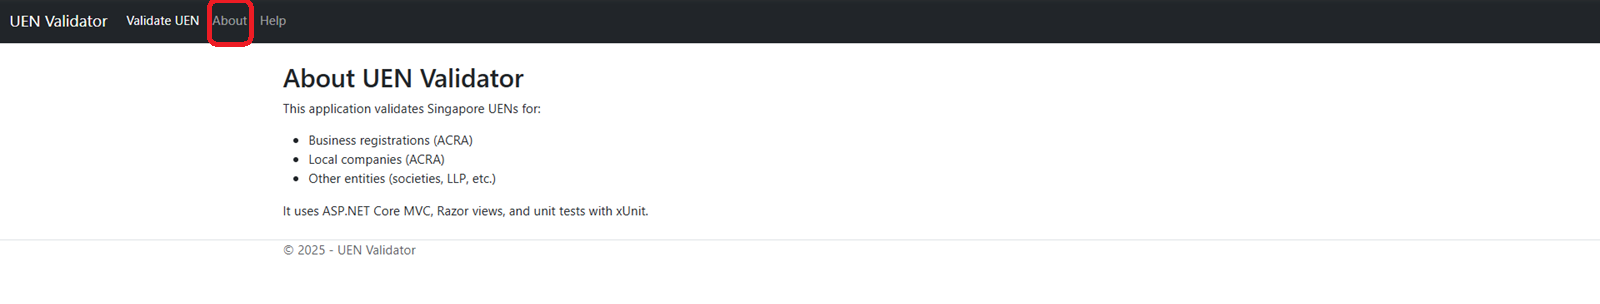 UEN Validator Validate UEN About Help
About UEN Validator
This application validates Singapore UENs for:
• Business registrations (ACRA)
• Local companies (ACRA)
• Other entities (societies, LLP, etc.)
It uses ASP.NET Core MVC, Razor views, and unit tests with xUnit.
© 2025 - UEN Validator